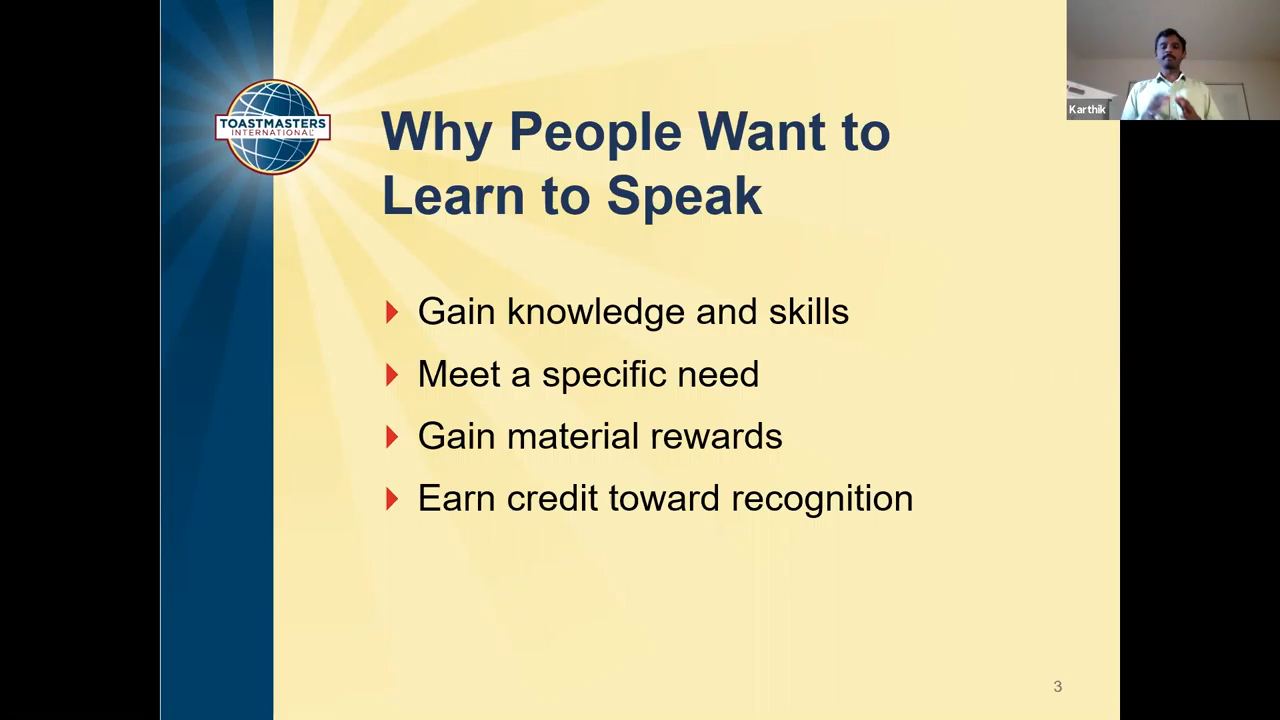 TOASTMASTERS
INTERNATIONAL
Why People Want to
Learn to Speak
Gain knowledge and skills
Meet a specific need
Gain material rewards
Earn credit toward recognition
Karthik
3